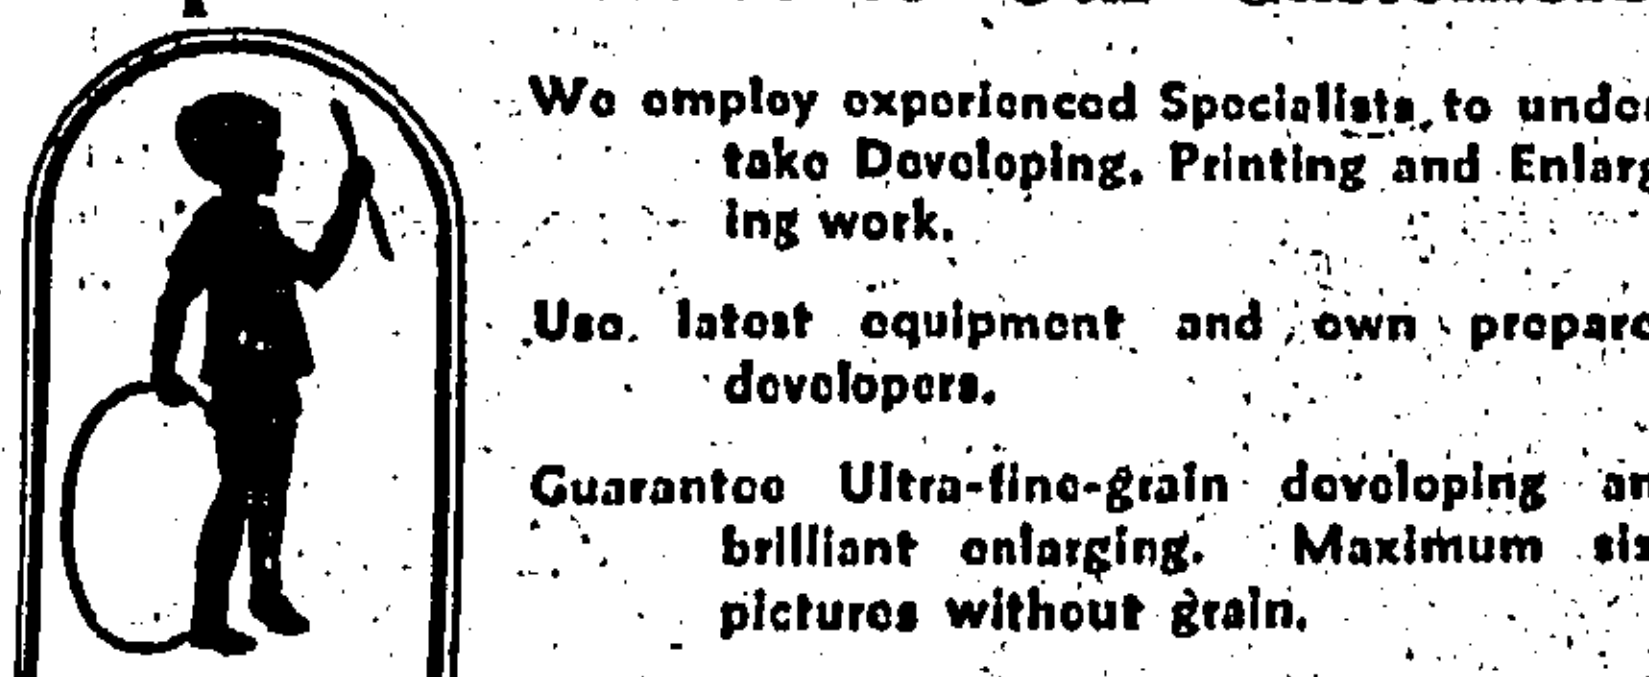 We employ experienced Specialists to under
take Developing, Printing and Enlarg
ing work.
Use latest equipment and own prepare
developers.
Guarantee Ultra-fine-grain developing an
brilliant enlarging. Maximum siz
pictures without grain.